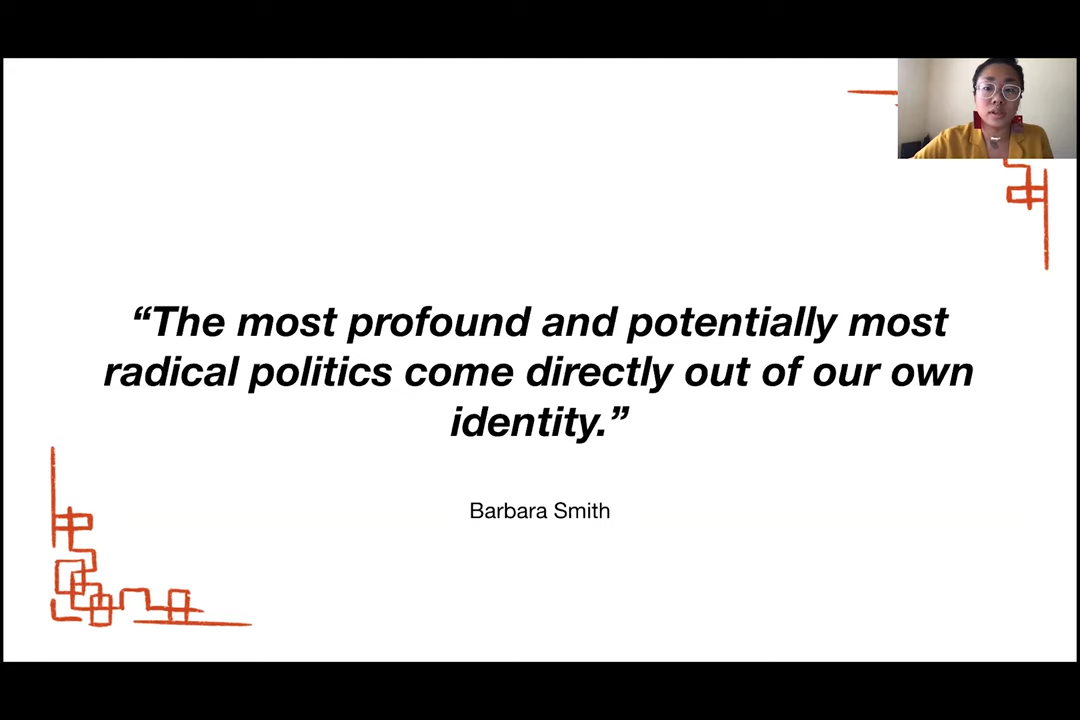 “The most profound and potentially most
radical politics come directly out of our own
identity.”
Barbara Smith